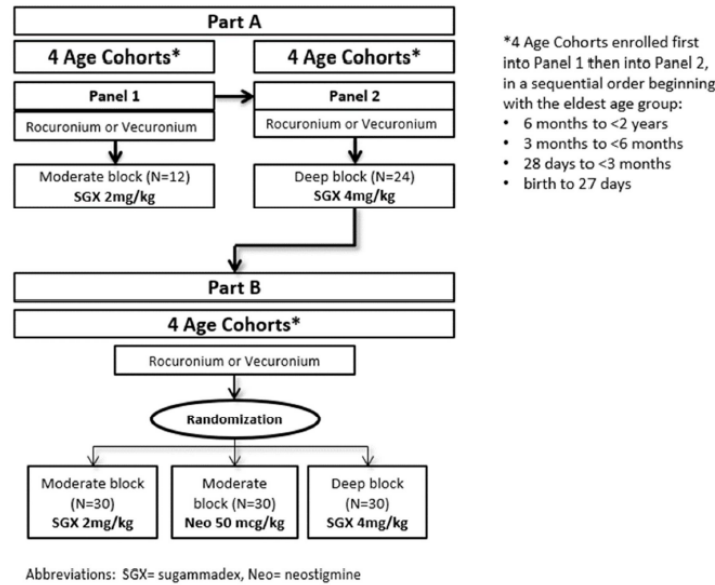 Part A
4 Age Cohorts*
4 Age Cohorts*
Panel 1
Panel 2
Rocuronium or Vecuronium
Rocuronium or Vecuronium
Moderate block (N=12)
SGX 2mg/kg
Deep block (N=24)
SGX 4mg/kg
*4 Age Cohorts enrolled first
into Panel 1 then into Panel 2,
in a sequential order beginning
with the eldest age group:
• 6 months to <2 years
• 3 months to <6 months
• 28 days to <3 months
• birth to 27 days
Part B
4 Age Cohorts*
Rocuronium or Vecuronium
Randomization
Moderate block
(N=30)
SGX 2mg/kg
Moderate
block (N=30)
Neo 50 mcg/kg
Deep block
(N=30)
SGX 4mg/kg
Abbreviations: SGX= sugammadex, Neo= neostigmine